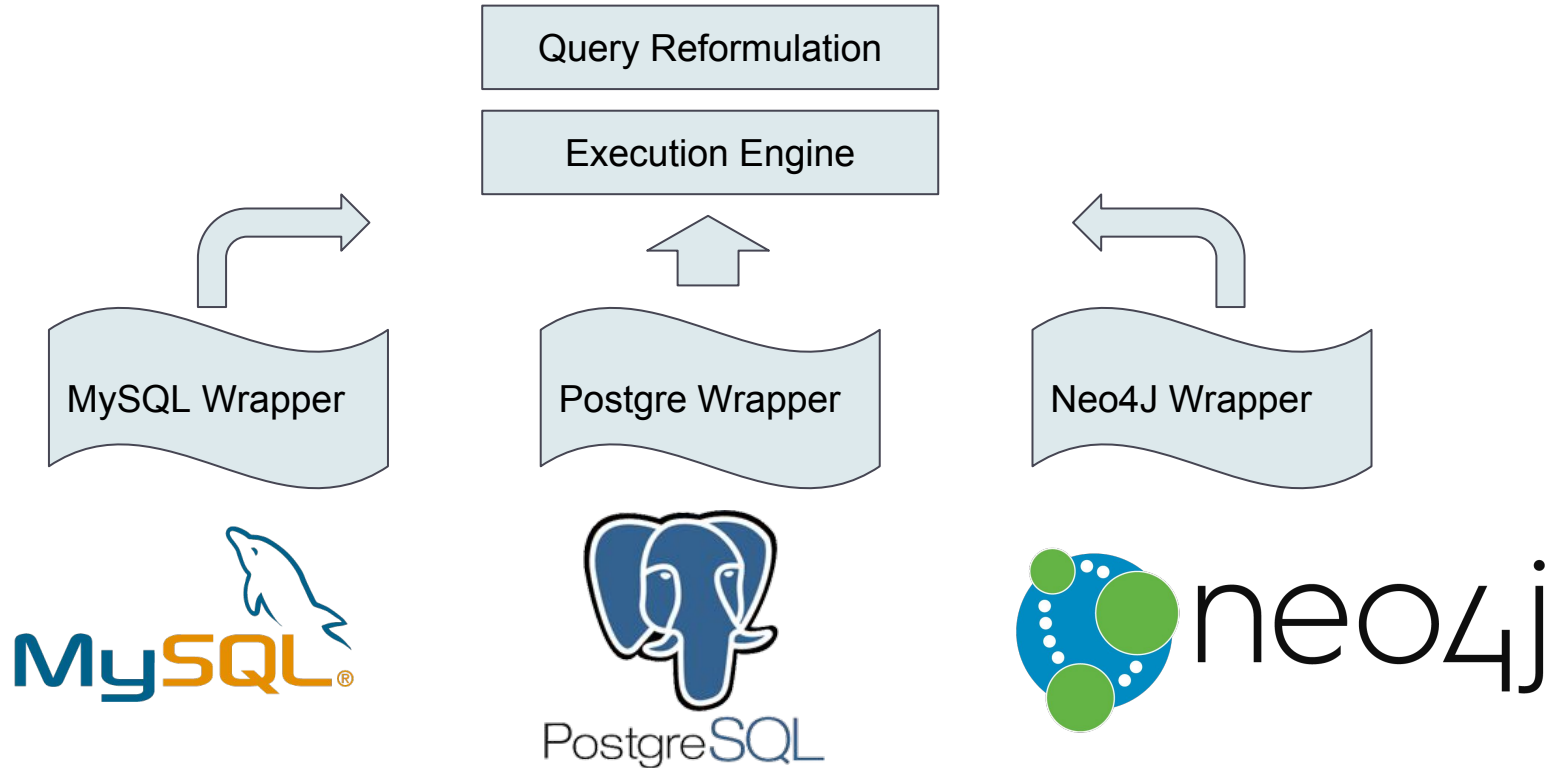 Query Reformulation
Execution Engine
MySQL Wrapper
Postgre Wrapper
Neo4J Wrapper
MySQL®
PostgreSQL
neo4j